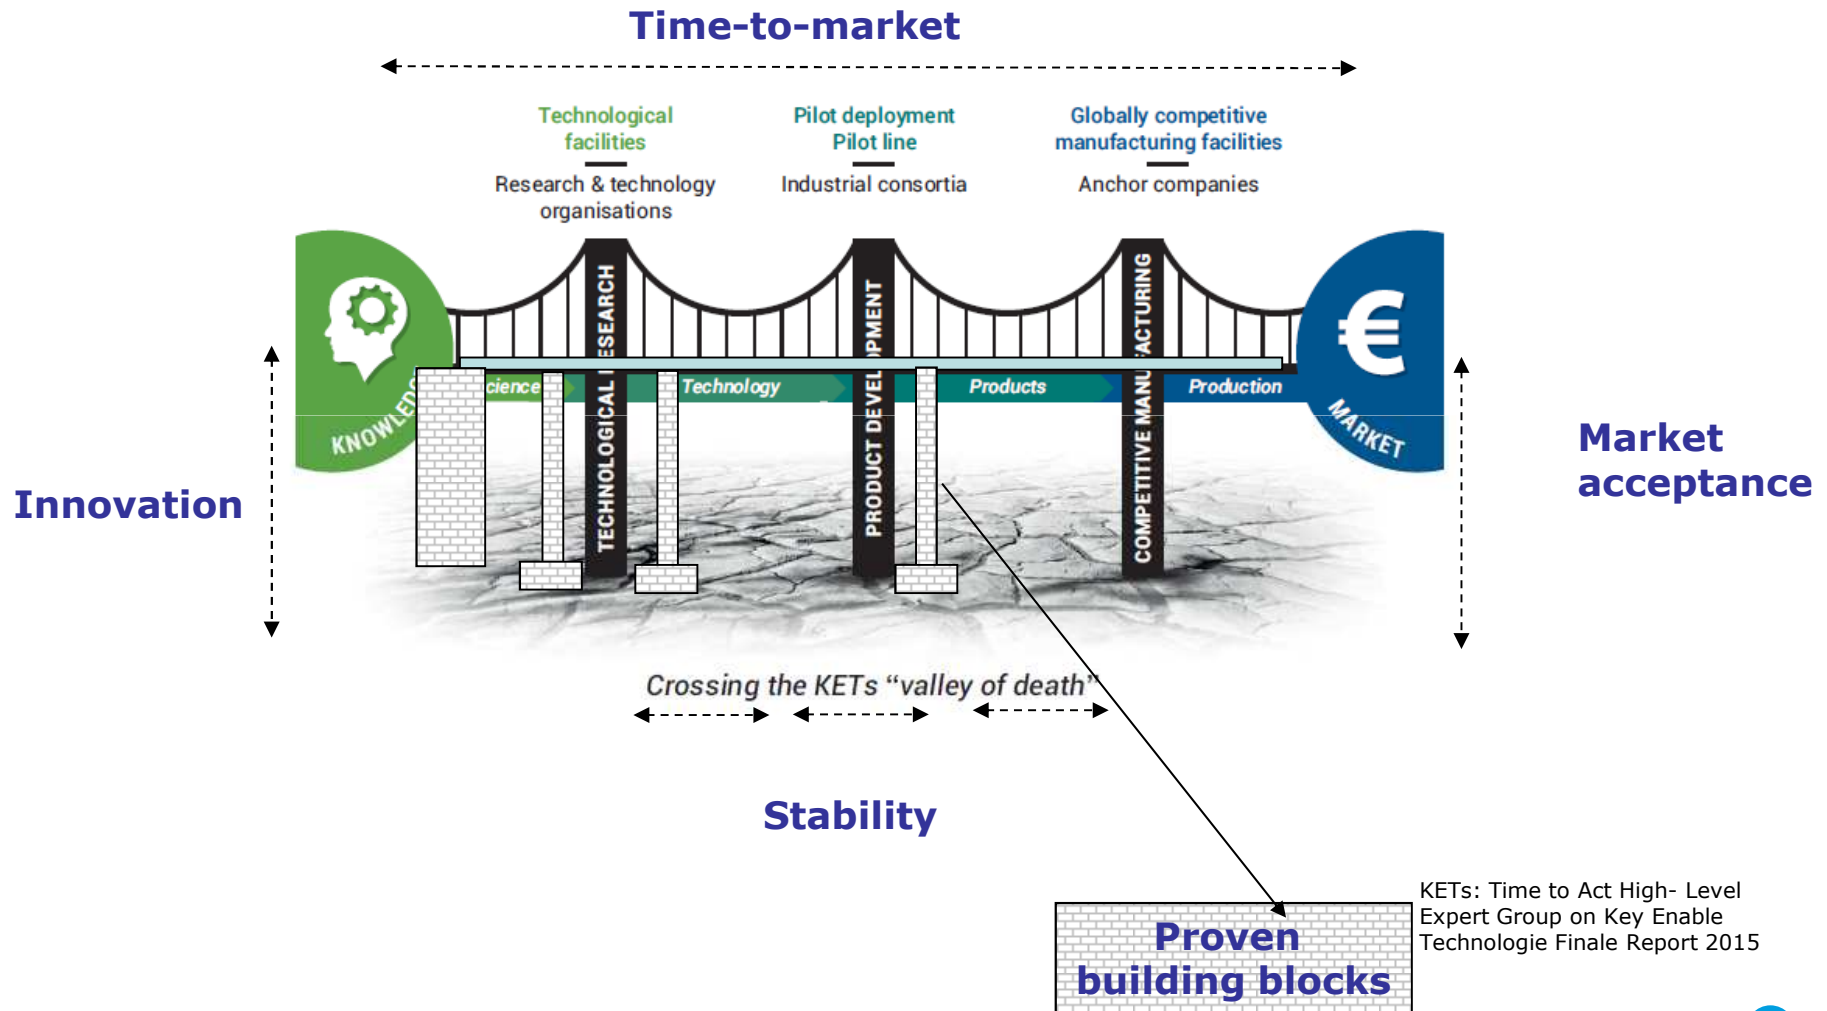 Time-to-market
Technological
facilities
Research & technology
organisations
Pilot deployment
Pilot line
Industrial consortia
Globally competitive
manufacturing facilities
Anchor companies
TECHNOLOGICAL RESEARCH
PRODUCT DEVELOPMENT
COMPETITIVE MANUFACTURING
€
cience
Technology
Products
Production
KNOWLEDG
MARKET
Innovation
Market
acceptance
Crossing the KETs “valley of death”
Stability
Proven
building blocks
KETs: Time to Act High- Level
Expert Group on Key Enable
Technologie Finale Report 2015